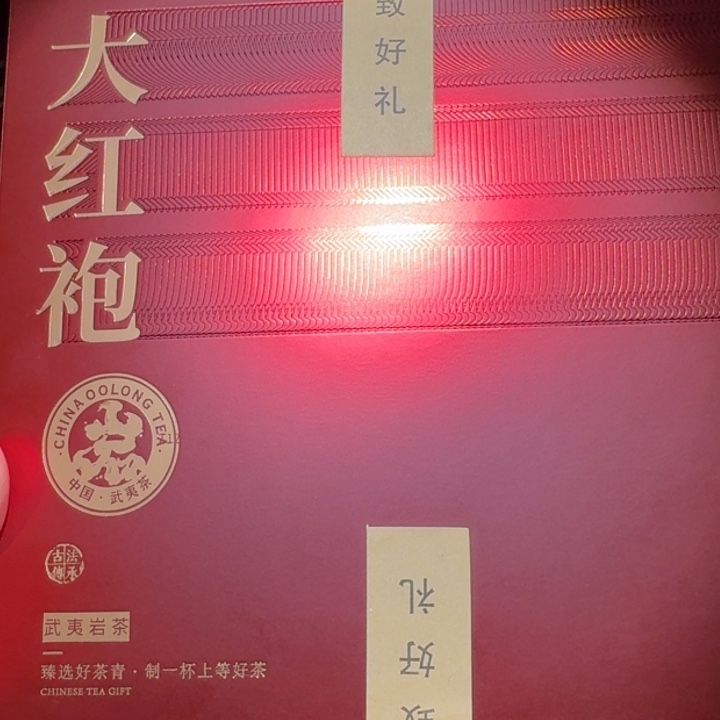 大红袍
致好礼
CHINA OOLONG TEA
中国·武夷茶
古法
傳承
武夷岩茶
臻选好茶青·制一杯上等好茶
CHINESE TEA GIFT
致好礼